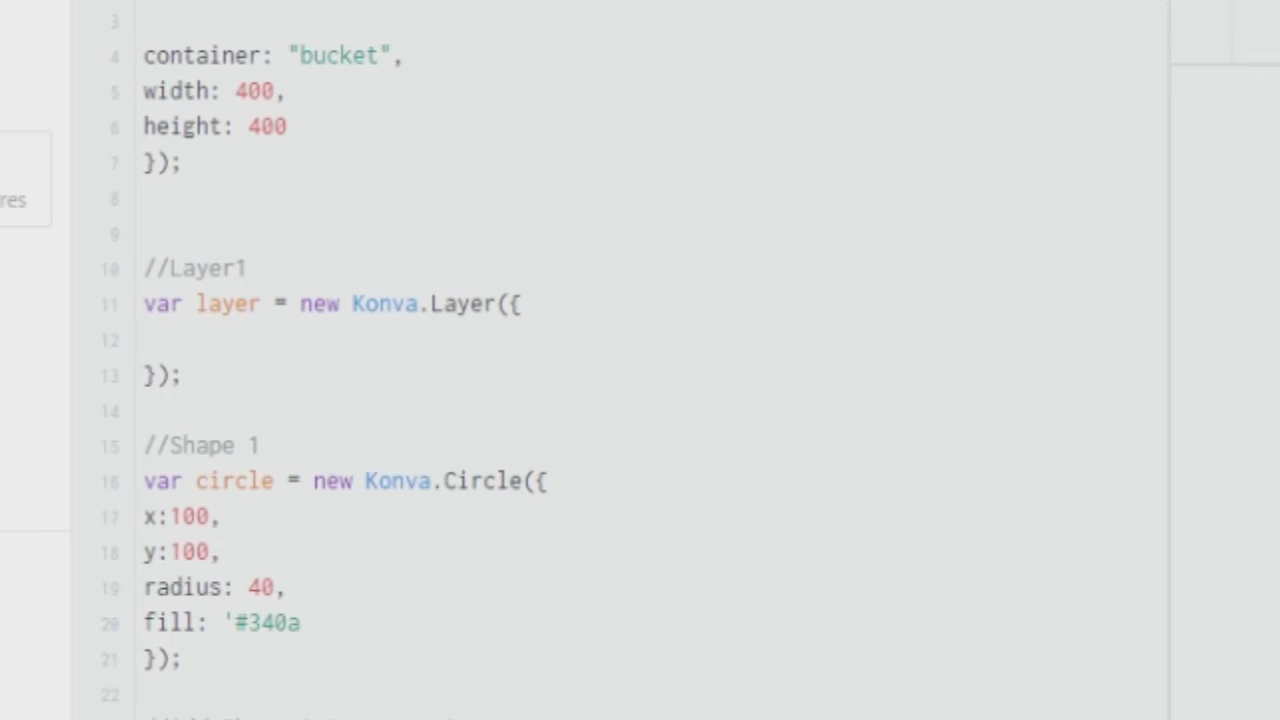 3
4 container: "bucket",
5 width: 400,
6 height: 400
7 });
8
9
10 //Layer1
11 var layer = new Konva.Layer({
12
13 });
14
15 //Shape 1
16 var circle = new Konva.Circle({
17 x:100,
18 y:100,
19 radius: 40,
20 fill: '#340a
21 });
22
res